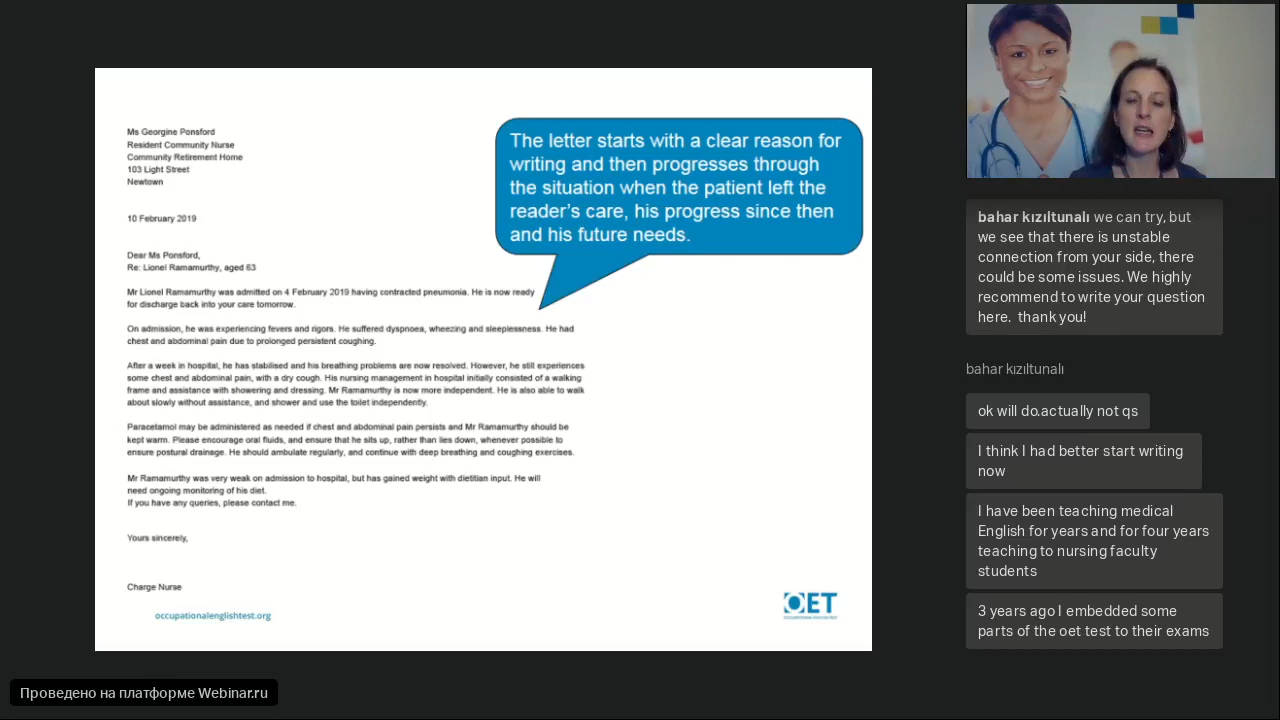 Ms Georgine Ponsford
Resident Community Nurse
Community Retirement Home
103 Light Street
Newtown
10 February 2019
Dear Ms Ponsford,
Re: Lionel Ramamurthy, aged 63
Mr Lionel Ramamurthy was admitted on 4 February 2019 having contracted pneumonia. He is now ready
for discharge back into your care tomorrow.
On admission, he was experiencing fevers and rigors. He suffered dyspnoea, wheezing and sleeplessness. He had
chest and abdominal pain due to prolonged persistent coughing.
After a week in hospital, he has stabilised and his breathing problems are now resolved. However, he still experiences
some chest and abdominal pain, with a dry cough. His nursing management in hospital initially consisted of a walking
frame and assistance with showering and dressing. Mr Ramamurthy is now more independent. He is also able to walk
about slowly without assistance, and shower and use the toilet independently.
Paracetamol may be administered as needed if chest and abdominal pain persists and Mr Ramamurthy should be
kept warm. Please encourage oral fluids, and ensure that he sits up, rather than lies down, whenever possible to
ensure postural drainage. He should ambulate regularly, and continue with deep breathing and coughing exercises.
Mr Ramamurthy was very weak on admission to hospital, but has gained weight with dietitian input. He will
need ongoing monitoring of his diet.
If you have any queries, please contact me.
Yours sincerely,
Charge Nurse
occupationalenglishtest.org
The letter starts with a clear reason for
writing and then progresses through
the situation when the patient left the
reader's care, his progress since then
and his future needs.
OET
OCCUPATIONAL ENGLISH TEST
bahar kızıltunalı we can try, but
we see that there is unstable
connection from your side, there
could be some issues. We highly
recommend to write your question
here. thank you!
bahar kızıltunalı
ok will do.actually not qs
I think I had better start writing
now
I have been teaching medical
English for years and for four years
teaching to nursing faculty
students
3 years ago I embedded some
parts of the oet test to their exams
Проведено на платформе Webinar.ru